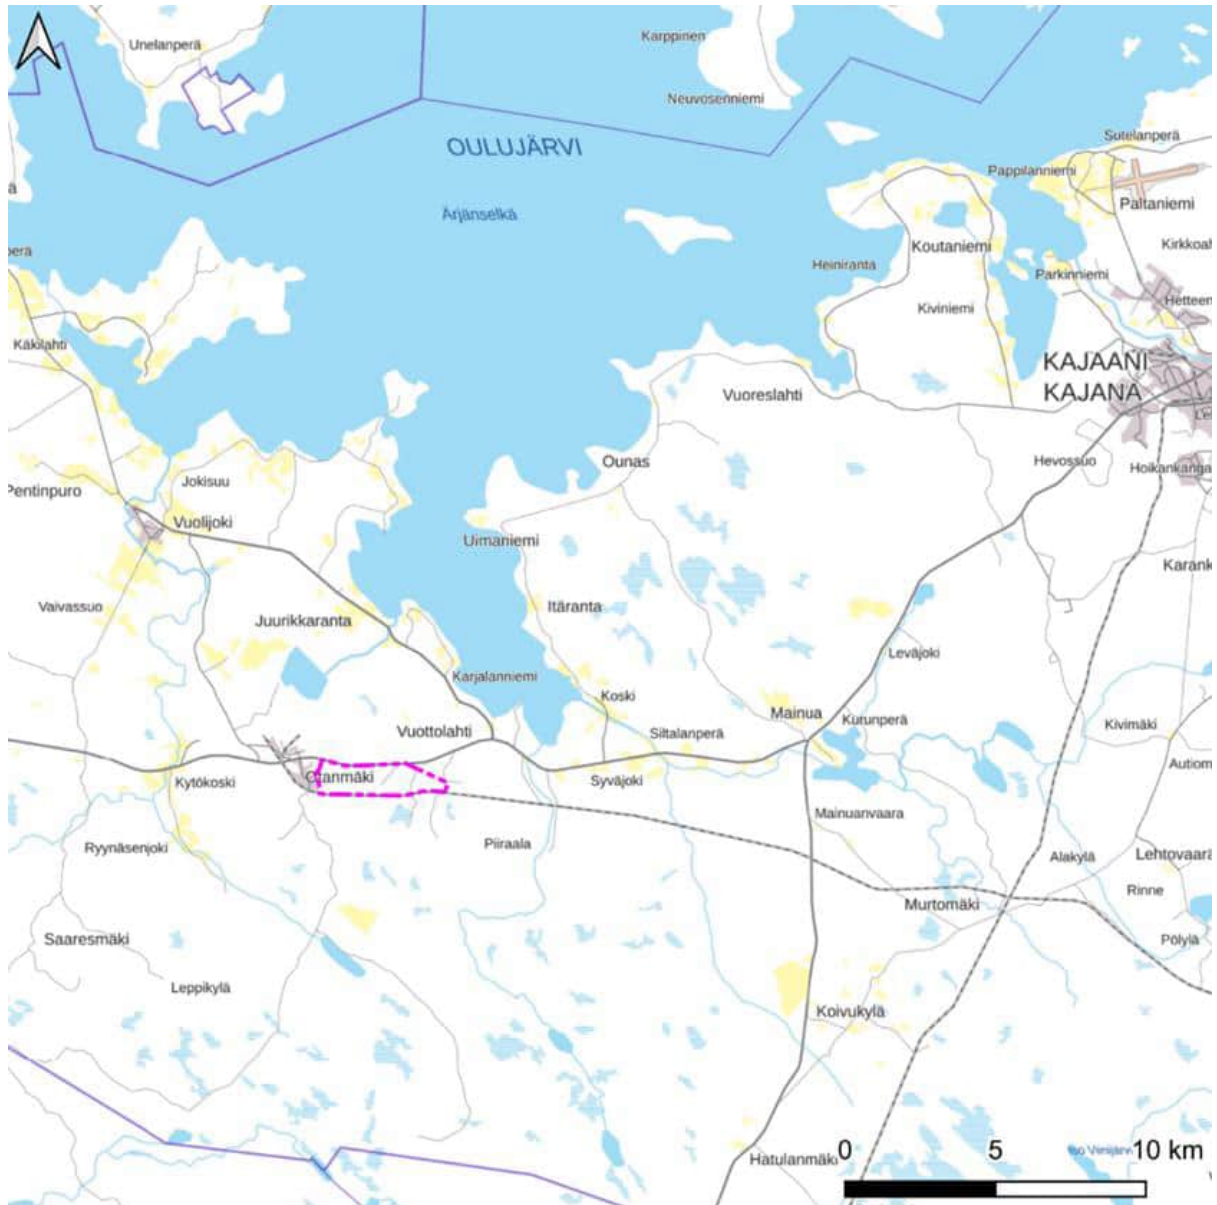 Unelanperä
Karppinen
Neuvosenniemi
OULUJÄRVI
Sutelanperä
Pappilanniemi
Paltaniemi
Ärjänselkä
Kirkkoah
Koutaniemi
Heiniranta
Parkinniemi
Hetteen
Kiviniemi
Käkilahti
KAJAANI
KAJANA
Vuoreslahti
Ounas
Hevossuo
Hoikankanga
Pentinpuro
Jokisuu
Vuolijoki
Uimaniemi
Karank
Vaivassuo
Itäranta
Juurikkaranta
Leväjoki
Karjalanniemi
Koski
Mainua
Kurunperä
Kivimäki
Vuottolahti
Siltalanperä
Autiom
Otanmäki
Kytökoski
Syväjoki
Mainuanvaara
Ryynäsenjoki
Piiraala
Alakylä
Lehtovaara
Rinne
Murtomäki
Saaresmäki
Pölylä
Leppikylä
Koivukylä
Hatulanmäki
0 5 10 km